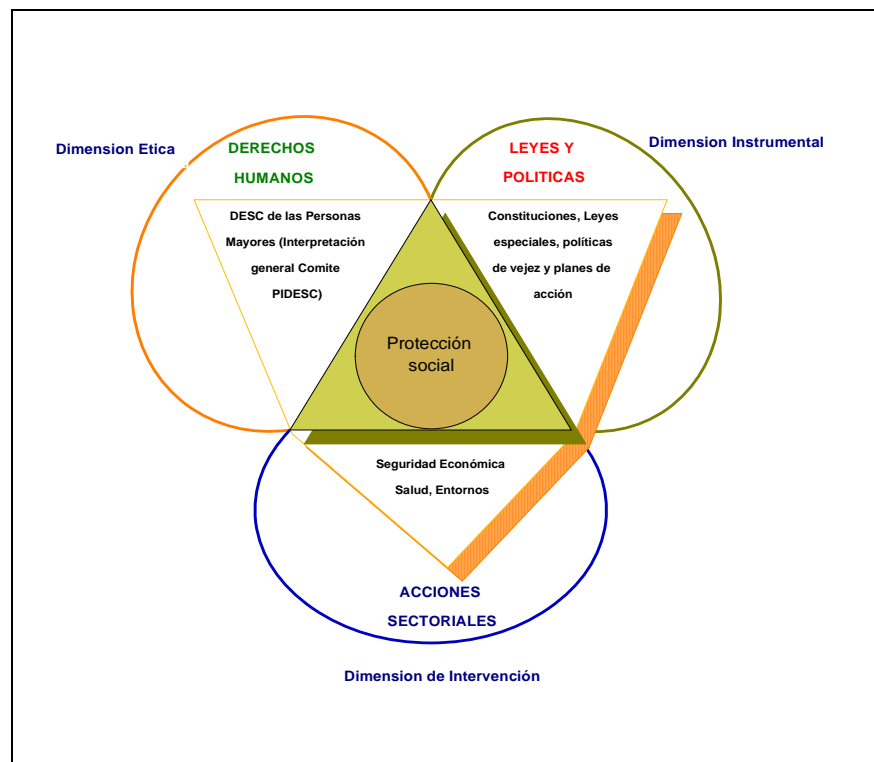 Dimension Etica
DERECHOS
HUMANOS
DESC de las Personas
Mayores (Interpretación
general Comite
PIDESC)
LEYES Y
POLITICAS
Dimension Instrumental
Constituciones, Leyes
especiales, políticas
de vejez y planes de
acción
Protección
social
Seguridad Económica
Salud, Entornos
ACCIONES
SECTORIALES
Dimension de Intervención